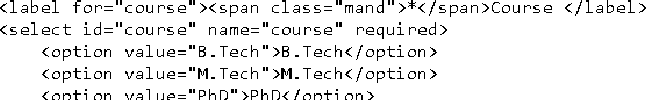 <label for="course"><span class="mand">*</span>Course </label>
<select id="course" name="course" required>
    <option value="B.Tech">B.Tech</option>
    <option value="M.Tech">M.Tech</option>
    <option value="PhD">PhD</option>